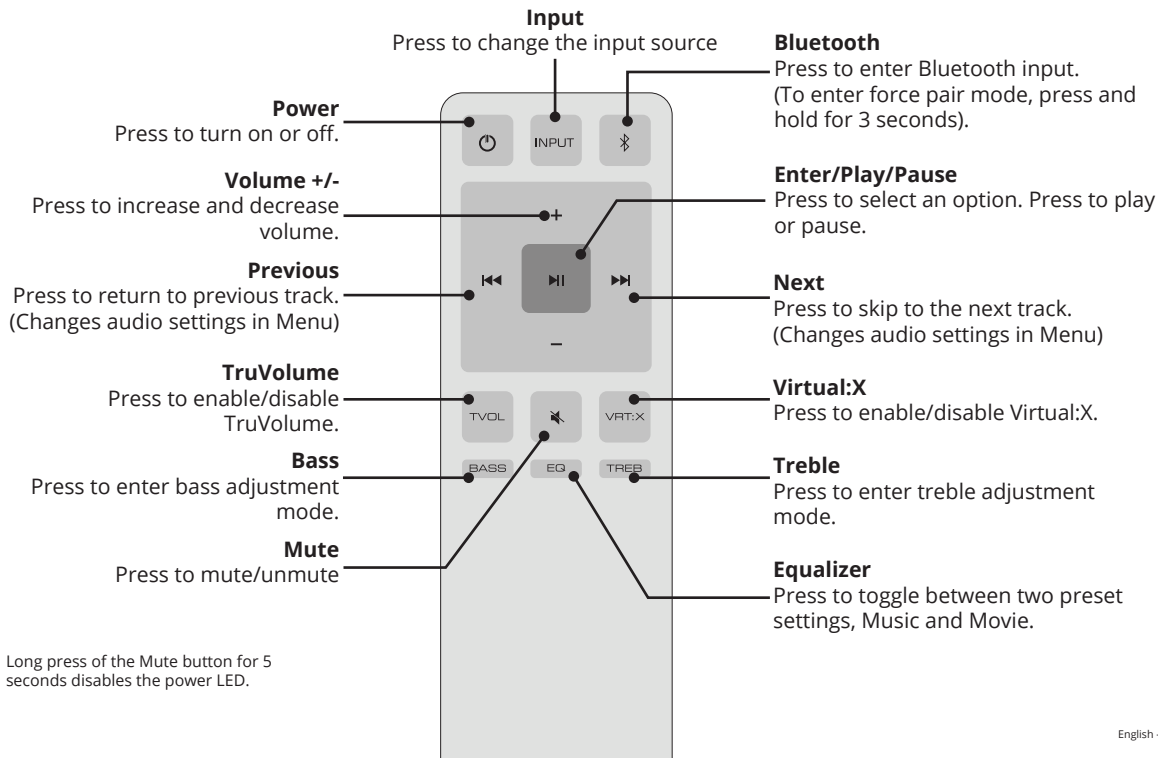 Input
Press to change the input source
Bluetooth
Press to enter Bluetooth input.
(To enter force pair mode, press and
hold for 3 seconds).
Power
Press to turn on or off.
INPUT
Volume +/-
Press to increase and decrease
volume.
+
Enter/Play/Pause
Press to select an option. Press to play
or pause.
Previous
Press to return to previous track.
(Changes audio settings in Menu)
Next
Press to skip to the next track.
(Changes audio settings in Menu)
–
TruVolume
Press to enable/disable
TruVolume.
TVOL
VRT:X
Virtual:X
Press to enable/disable Virtual:X.
Bass
Press to enter bass adjustment
mode.
BASS
EQ
TREB
Treble
Press to enter treble adjustment
mode.
Mute
Press to mute/unmute
Equalizer
Press to toggle between two preset
settings, Music and Movie.
Long press of the Mute button for 5
seconds disables the power LED.
English -